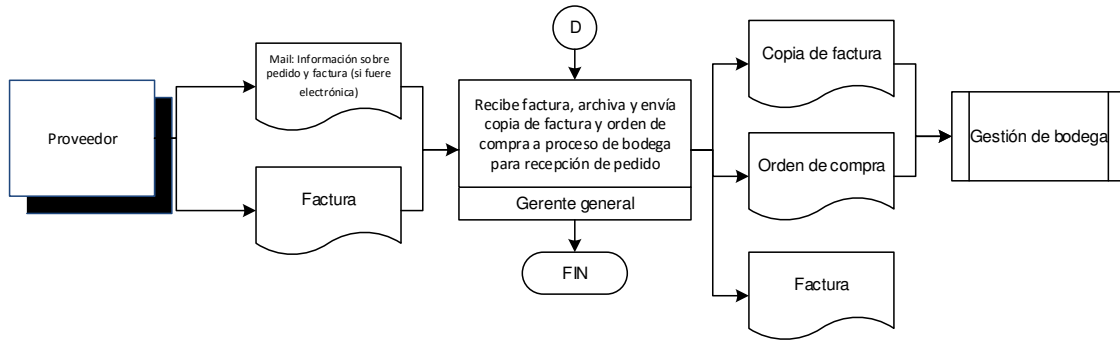 Proveedor
Mail: Información sobre
pedido y factura (si fuere
electrónica)
Factura
D
Recibe factura, archiva y envía
copia de factura y orden de
compra a proceso de bodega
para recepción de pedido
Gerente general
FIN
Copia de factura
Orden de compra
Factura
Gestión de bodega